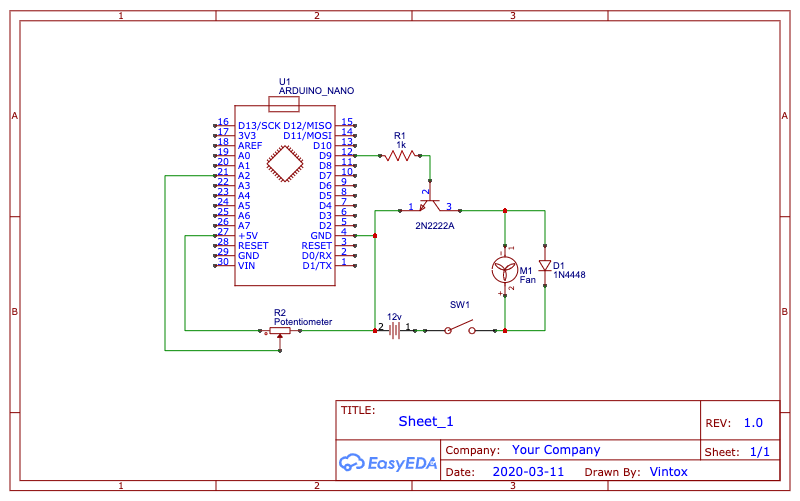 1 2 3
A A
B B
U1
ARDUINO_NANO
16 D13/SCK D12/MISO 15
17 3V3 D11/MOSI 14
18 AREF D10 13
19 A0 D9 12
20 A1 D8 11
21 A2 D7 10
22 A3 D6 9
23 A4 D5 8
24 A5 D4 7
25 A6 D3 6
26 A7 D2 5
27 +5V GND 4
28 RESET RESET 3
29 GND D0/RX 2
30 VIN D1/TX 1
R1
1k
2
1 3
2N2222A
- 1
M1
Fan
+ 2
D1
1N4448
R2
Potentiometer
12v
2 1
SW1
TITLE:
Sheet_1
REV: 1.0
EasyEDA
Company: Your Company
Sheet: 1/1
Date: 2020-03-11 Drawn By: Vintox
1 2 3